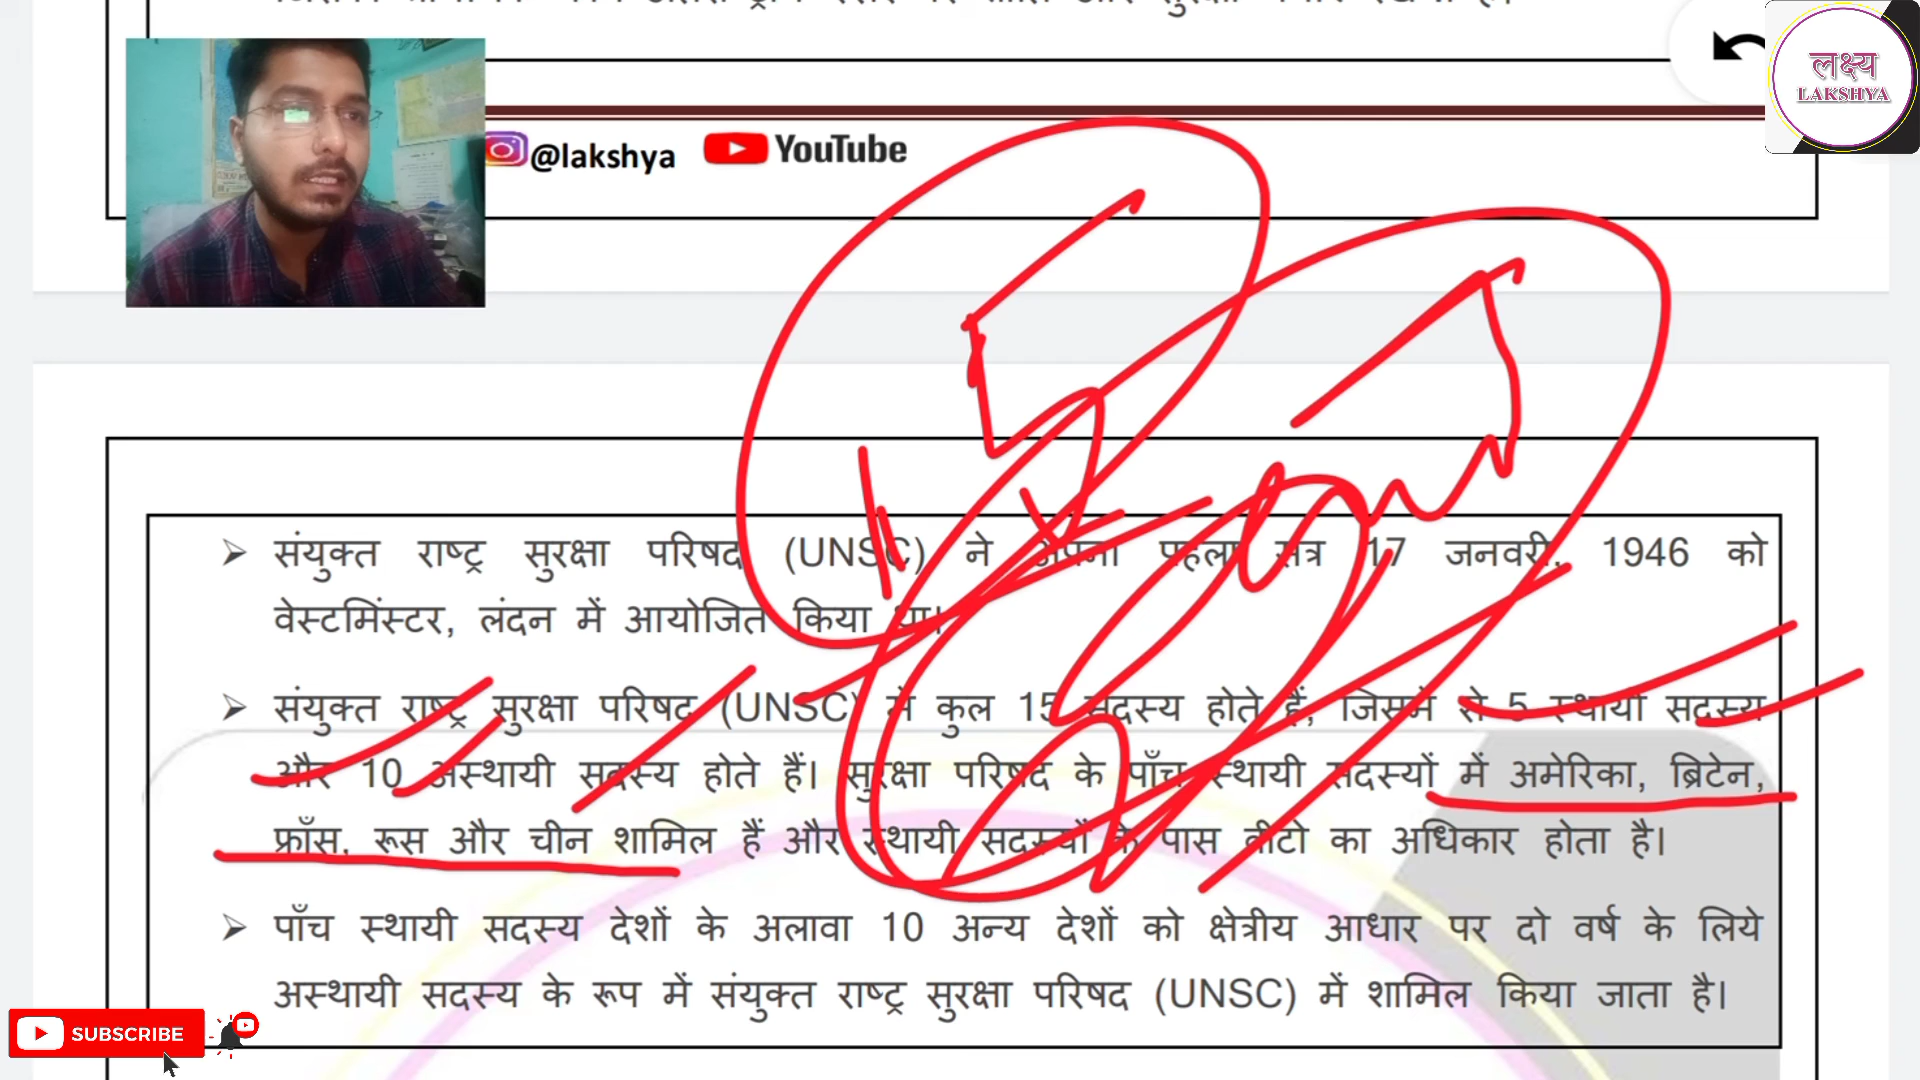 लक्ष्य
LAKSHYA
@lakshya YouTube
➢ संयुक्त राष्ट्र सुरक्षा परिषद (UNSC) ने अपना पहला सत्र 17 जनवरी, 1946 को
वेस्टमिंस्टर, लंदन में आयोजित किया था।
➢ संयुक्त राष्ट्र सुरक्षा परिषद (UNSC) में कुल 15 सदस्य होते हैं, जिसमें से 5 स्थायी सदस्य
और 10 अस्थायी सदस्य होते हैं। सुरक्षा परिषद के पाँच स्थायी सदस्यों में अमेरिका, ब्रिटेन,
फ्राँस, रूस और चीन शामिल हैं और स्थायी सदस्यों के पास वीटो का अधिकार होता है।
➢ पाँच स्थायी सदस्य देशों के अलावा 10 अन्य देशों को क्षेत्रीय आधार पर दो वर्ष के लिये
अस्थायी सदस्य के रूप में संयुक्त राष्ट्र सुरक्षा परिषद (UNSC) में शामिल किया जाता है।
SUBSCRIBE